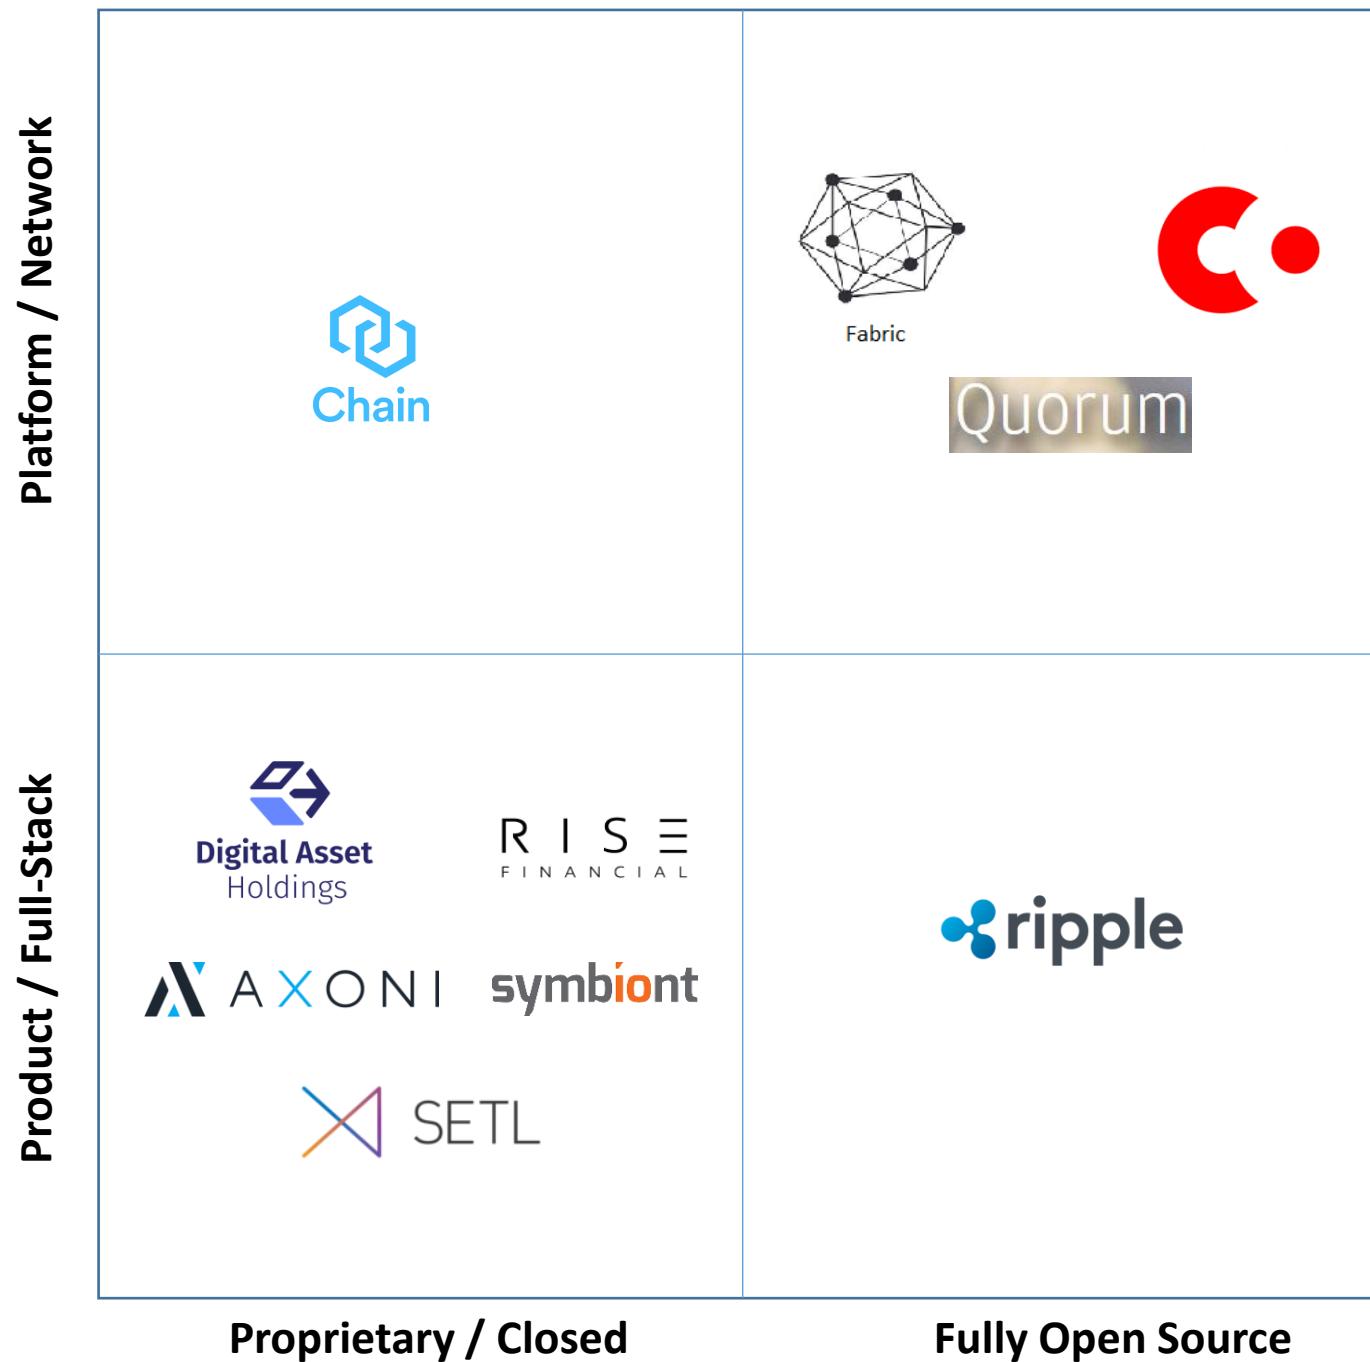 Platform / Network
Chain
Fabric
Quorum
Product / Full-Stack
Digital Asset
Holdings
RISE
FINANCIAL
AXONI
symbiont
SETL
ripple
Proprietary / Closed
Fully Open Source